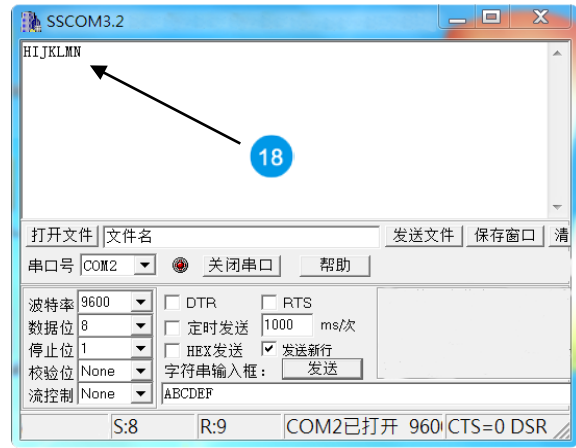 SSCOM3.2
HIJKLMN
18
打开文件 文件名 发送文件 保存窗口 清
串口号 COM2 关闭串口 帮助
波特率 9600 DTR RTS
数据位 8 定时发送 1000 ms/次
停止位 1 HEX发送 发送新行
校验位 None 字符串输入框： 发送
流控制 None ABCDEF
S:8 R:9 COM2已打开 960 CTS=0 DSR